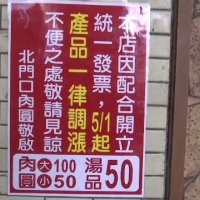 本店因配合開立
統一發票,5/1起
產品一律調漲
不便之處敬請見諒
北門口肉圓敬啟
肉圓 大100 小50
湯品50